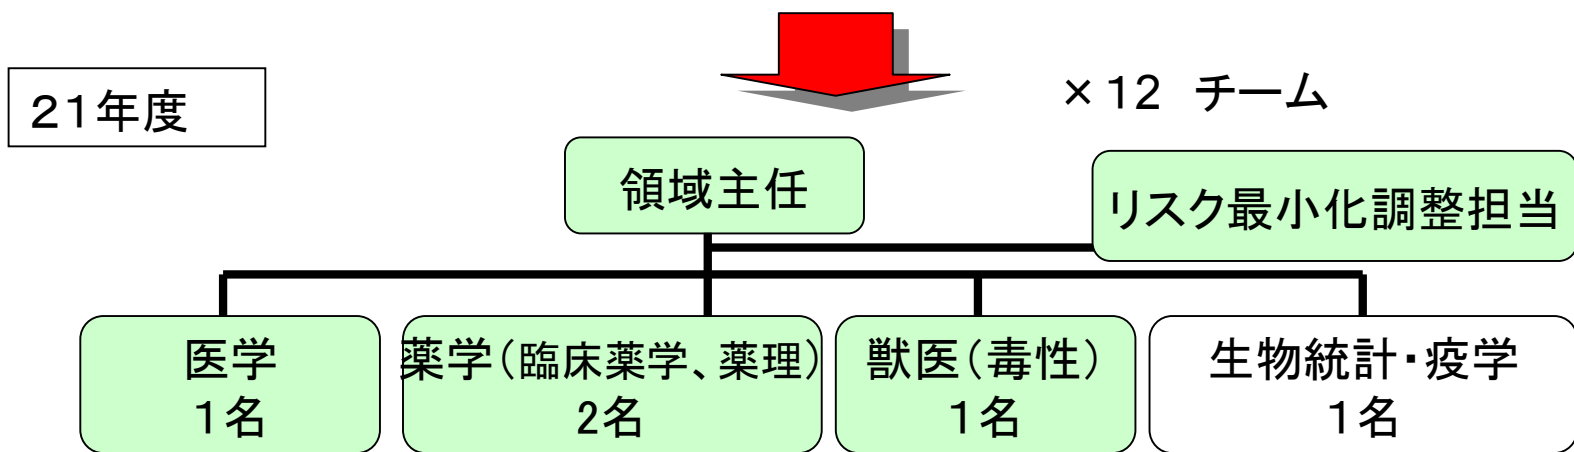 ×12 チーム
21年度
領域主任
リスク最小化調整担当
医学
1名
薬学(臨床薬学、薬理)
2名
獣医(毒性)
1名
生物統計・疫学
1名